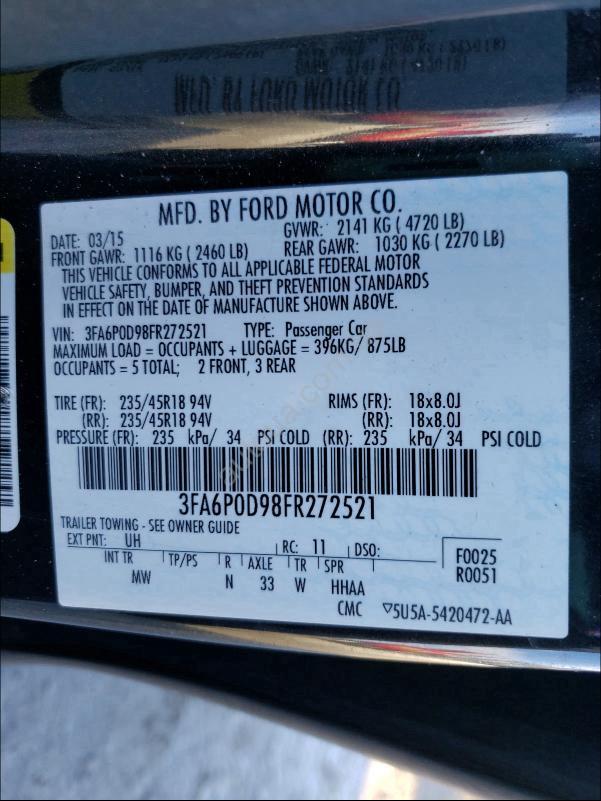 MFD. BY FORD MOTOR CO.
DATE: 03/15 GVWR: 2141 KG ( 4720 LB)
FRONT GAWR: 1116 KG ( 2460 LB) REAR GAWR: 1030 KG ( 2270 LB)
THIS VEHICLE CONFORMS TO ALL APPLICABLE FEDERAL MOTOR
VEHICLE SAFETY, BUMPER, AND THEFT PREVENTION STANDARDS
IN EFFECT ON THE DATE OF MANUFACTURE SHOWN ABOVE.
VIN: 3FA6P0D98FR272521 TYPE: Passenger Car
MAXIMUM LOAD = OCCUPANTS + LUGGAGE = 396KG/ 875LB
OCCUPANTS = 5 TOTAL; 2 FRONT, 3 REAR
TIRE (FR): 235/45R18 94V RIMS (FR): 18x8.0J
(RR): 235/45R18 94V (RR): 18x8.0J
PRESSURE (FR): 235 kPa/ 34 PSI COLD (RR): 235 kPa/ 34 PSI COLD
3FA6P0D98FR272521
TRAILER TOWING - SEE OWNER GUIDE
EXT PNT: UH RC: 11 DSO: F0025
INT TR TP/PS R AXLE TR SPR R0051
MW N 33 W HHAA
CMC ▽5U5A-5420472-AA